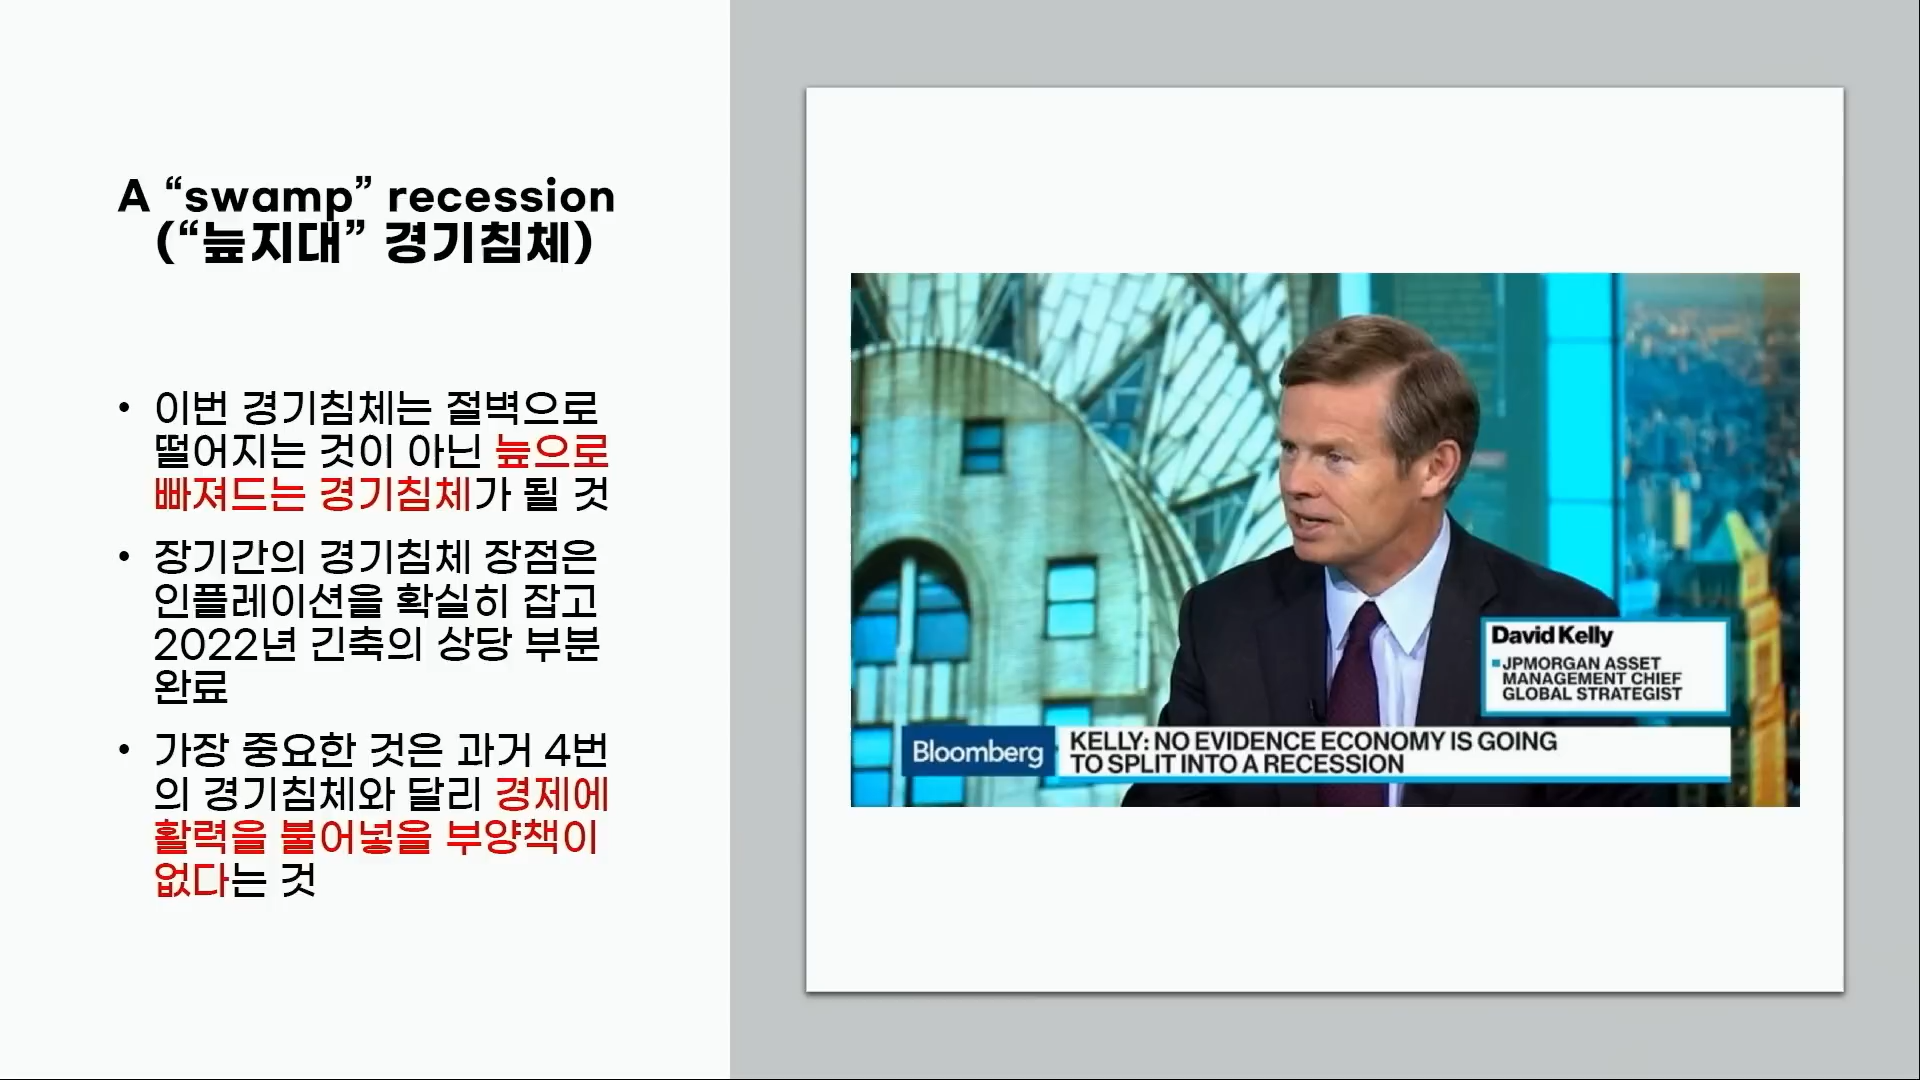 A “swamp” recession
(“늪지대” 경기침체)
• 이번 경기침체는 절벽으로
떨어지는 것이 아닌 늪으로
빠져드는 경기침체가 될 것
• 장기간의 경기침체 장점은
인플레이션을 확실히 잡고
2022년 긴축의 상당 부분
완료
• 가장 중요한 것은 과거 4번
의 경기침체와 달리 경제에
활력을 불어넣을 부양책이
없다는 것
David Kelly
JPMORGAN ASSET
MANAGEMENT CHIEF
GLOBAL STRATEGIST
Bloomberg
KELLY: NO EVIDENCE ECONOMY IS GOING
TO SPLIT INTO A RECESSION